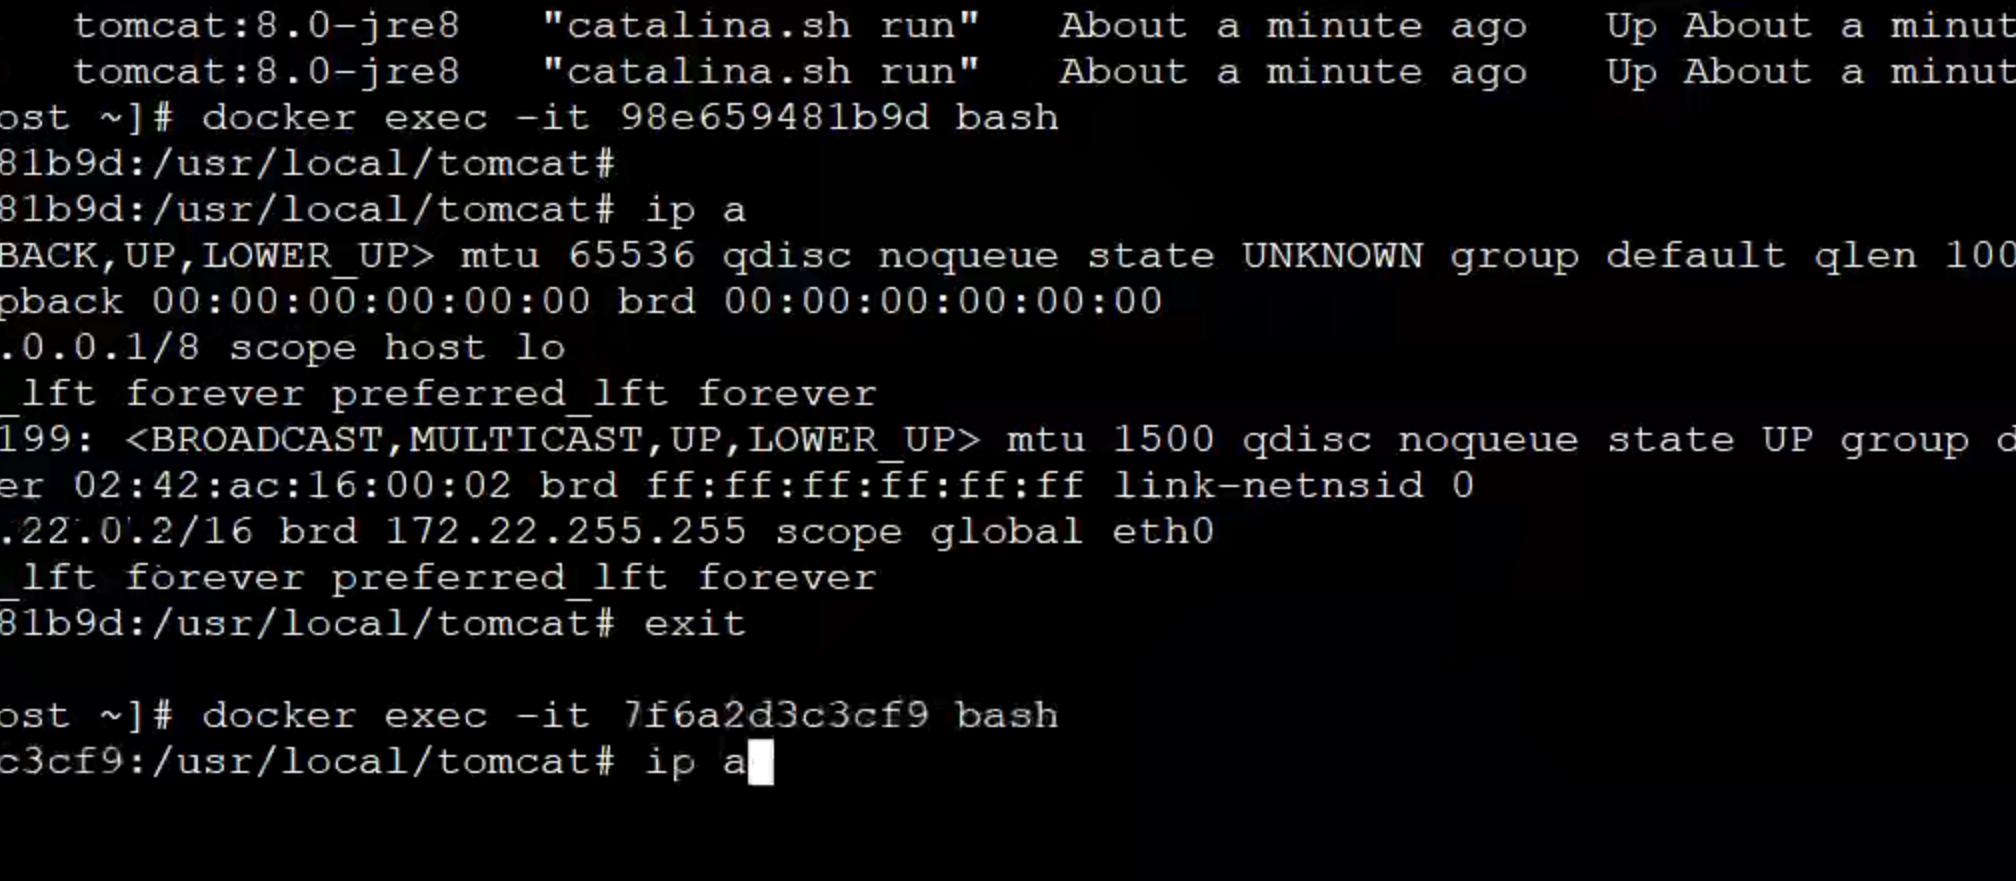 tomcat:8.0-jre8 "catalina.sh run" About a minute ago Up About a minut
tomcat:8.0-jre8 "catalina.sh run" About a minute ago Up About a minut
ost ~]# docker exec -it 98e659481b9d bash
81b9d:/usr/local/tomcat#
81b9d:/usr/local/tomcat# ip a
BACK,UP,LOWER_UP> mtu 65536 qdisc noqueue state UNKNOWN group default qlen 100
pback 00:00:00:00:00:00 brd 00:00:00:00:00:00
.0.0.1/8 scope host lo
_lft forever preferred_lft forever
199: <BROADCAST,MULTICAST,UP,LOWER_UP> mtu 1500 qdisc noqueue state UP group d
er 02:42:ac:16:00:02 brd ff:ff:ff:ff:ff:ff link-netnsid 0
.22.0.2/16 brd 172.22.255.255 scope global eth0
_lft forever preferred_lft forever
81b9d:/usr/local/tomcat# exit
ost ~]# docker exec -it 7f6a2d3c3cf9 bash
c3cf9:/usr/local/tomcat# ip a